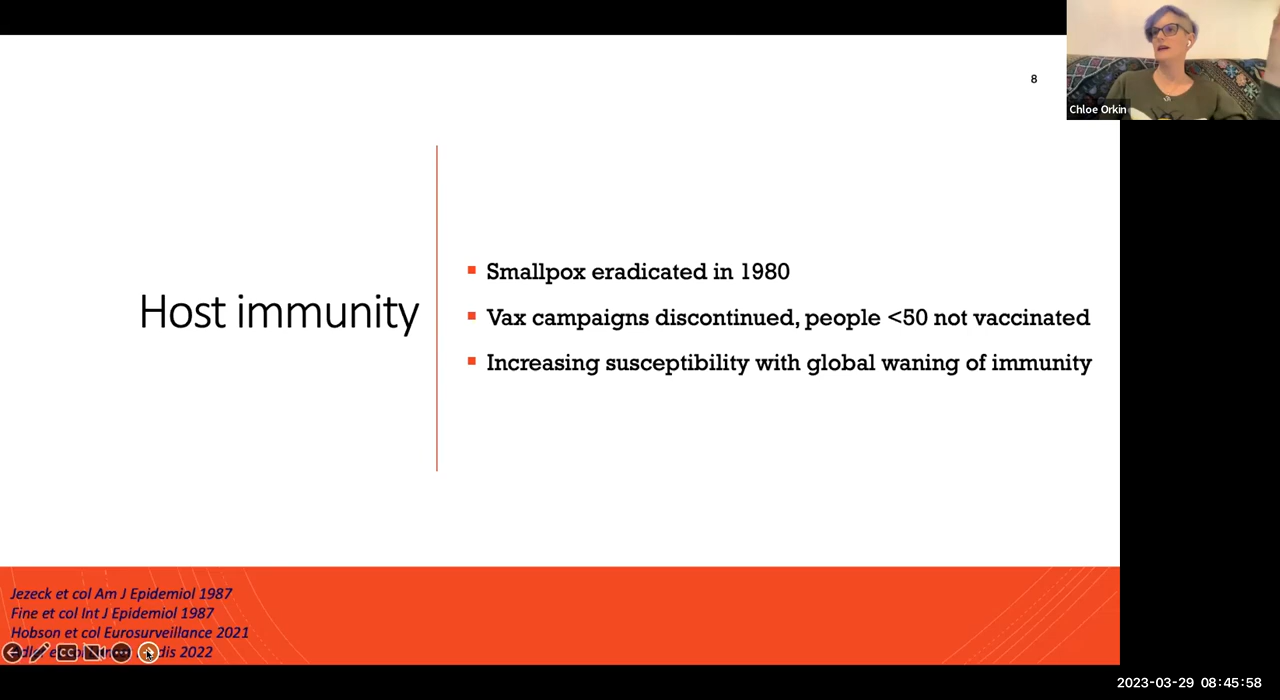 8
Chloe Orkin
Host immunity
Smallpox eradicated in 1980
Vax campaigns discontinued, people <50 not vaccinated
Increasing susceptibility with global waning of immunity
Jezeck et col Am J Epidemiol 1987
Fine et col Int J Epidemiol 1987
Hobson et col Eurosurveillance 2021
2022
2023-03-29 08:45:58